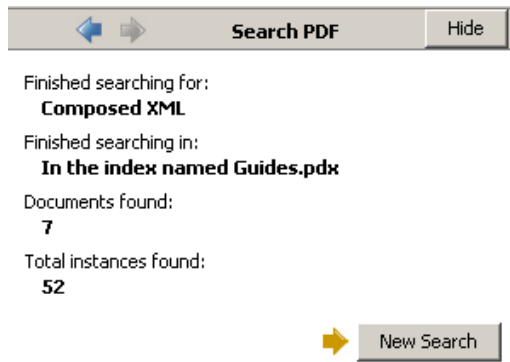 Search PDF Hide
Finished searching for:
Composed XML
Finished searching in:
In the index named Guides.pdx
Documents found:
7
Total instances found:
52
New Search